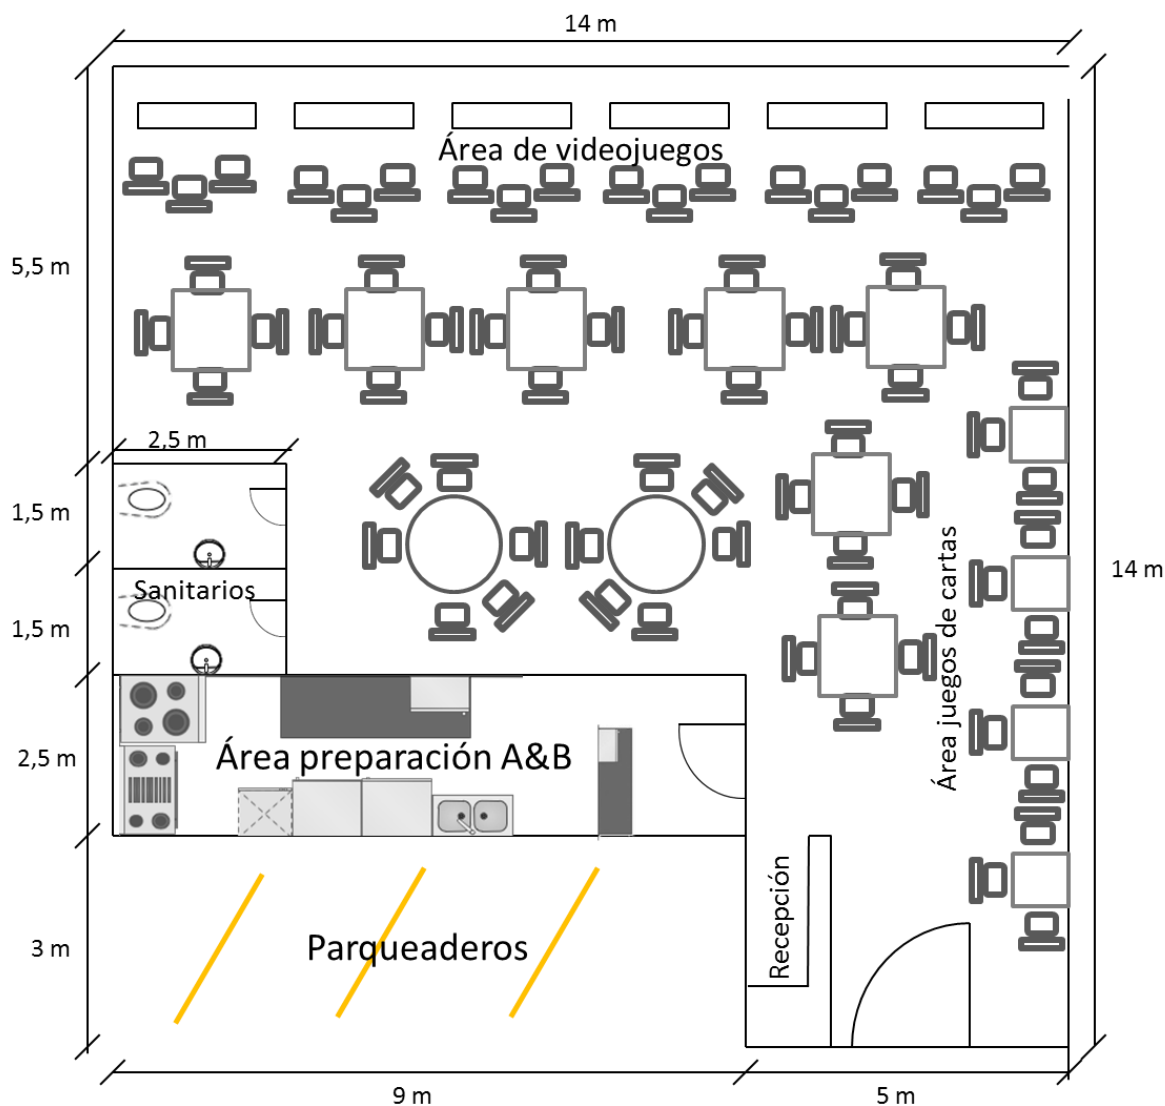 14 m
Área de videojuegos
5,5 m
2,5 m
1,5 m
Sanitarios
1,5 m
14 m
Área juegos de cartas
Área preparación A&B
2,5 m
Recepción
Parqueaderos
3 m
9 m
5 m